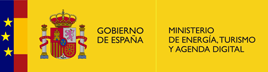 GOBIERNO
DE ESPAÑA
MINISTERIO
DE ENERGÍA, TURISMO
Y AGENDA DIGITAL